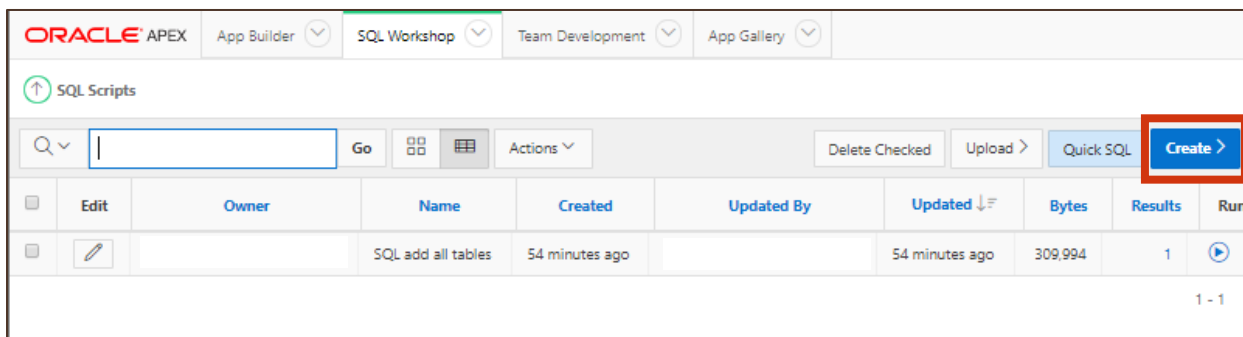 ORACLE APEX App Builder SQL Workshop Team Development App Gallery
SQL Scripts
Go Actions Delete Checked Upload > Quick SQL Create >
Edit Owner Name Created Updated By Updated Bytes Results Run
SQL add all tables 54 minutes ago 54 minutes ago 309,994 1
1 - 1